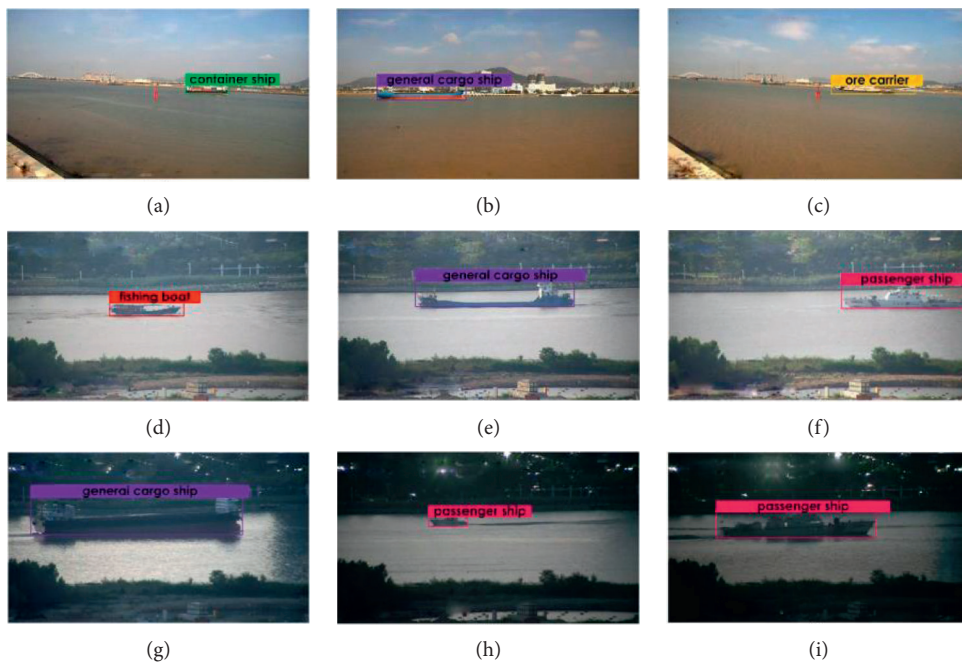 container ship
general cargo ship
ore carrier
(a)
(b)
(c)
fishing boat
general cargo ship
passenger ship
(d)
(e)
(f)
general cargo ship
passenger ship
passenger ship
(g)
(h)
(i)